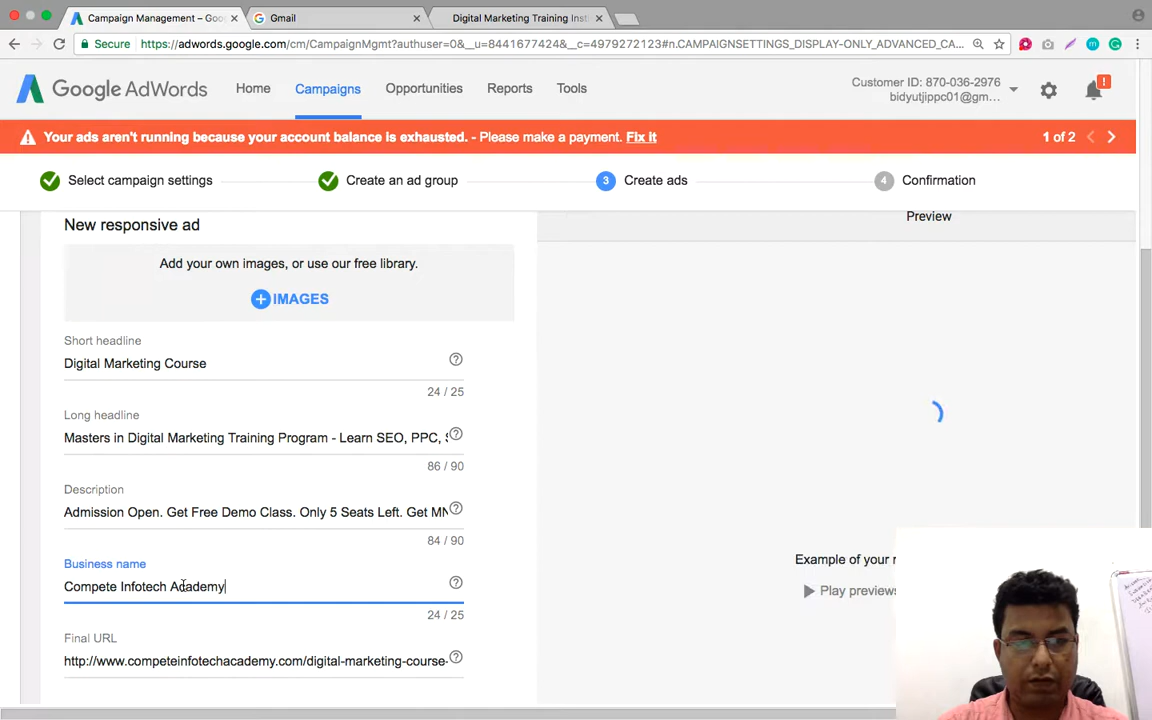 Campaign Management – Goo
Gmail
Digital Marketing Training Inst
Secure
https://adwords.google.com/cm/CampaignMgmt?authuser=0&__u=8441677424&__c=4979272123#n.CAMPAIGNSETTINGS_DISPLAY-ONLY_ADVANCED_CA...
Google AdWords
Home
Campaigns
Opportunities
Reports
Tools
Customer ID: 870-036-2976
bidyutjippc01@gm...
!
Your ads aren't running because your account balance is exhausted. - Please make a payment. Fix it
1 of 2
Select campaign settings
Create an ad group
3 Create ads
4 Confirmation
New responsive ad
Preview
Add your own images, or use our free library.
IMAGES
Short headline
Digital Marketing Course
24 / 25
Long headline
Masters in Digital Marketing Training Program - Learn SEO, PPC,
86 / 90
Description
Admission Open. Get Free Demo Class. Only 5 Seats Left. Get MN
84 / 90
Business name
Compete Infotech Academy
24 / 25
Final URL
http://www.competeinfotechacademy.com/digital-marketing-course-
Example of your
Play previews